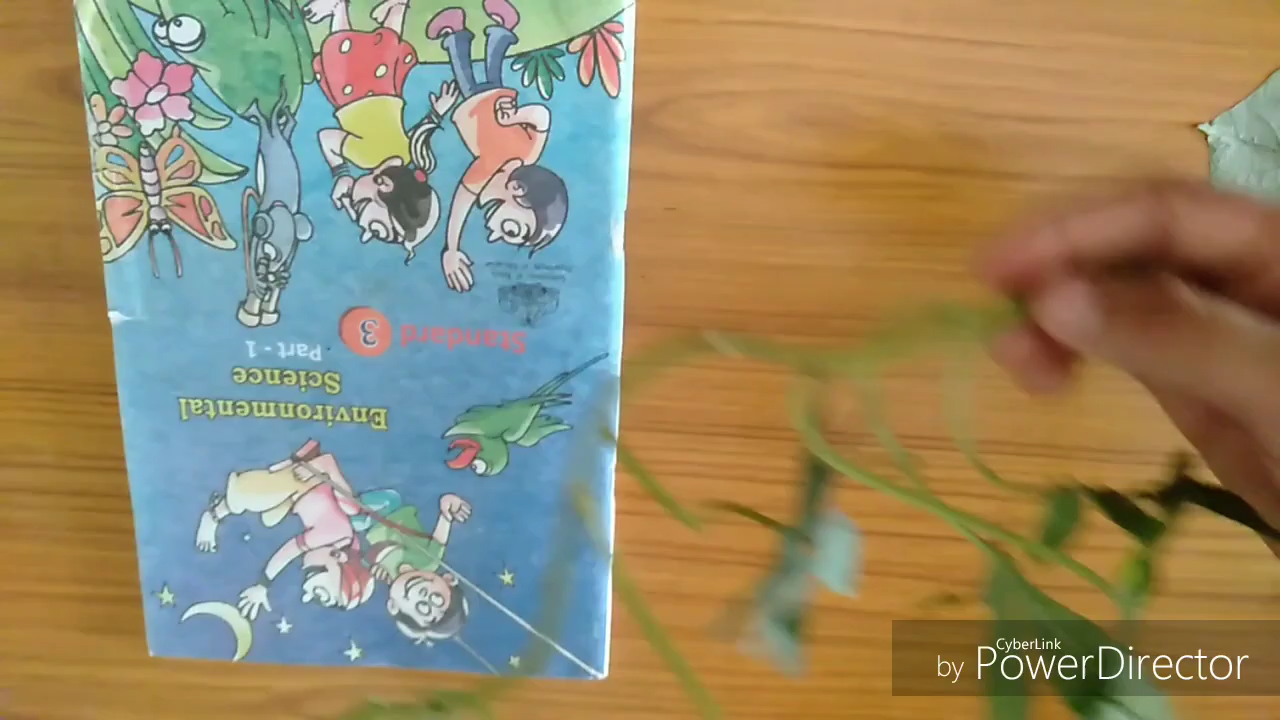 Environmental
Science
Part - 1
Standard 3
CyberLink
by PowerDirector